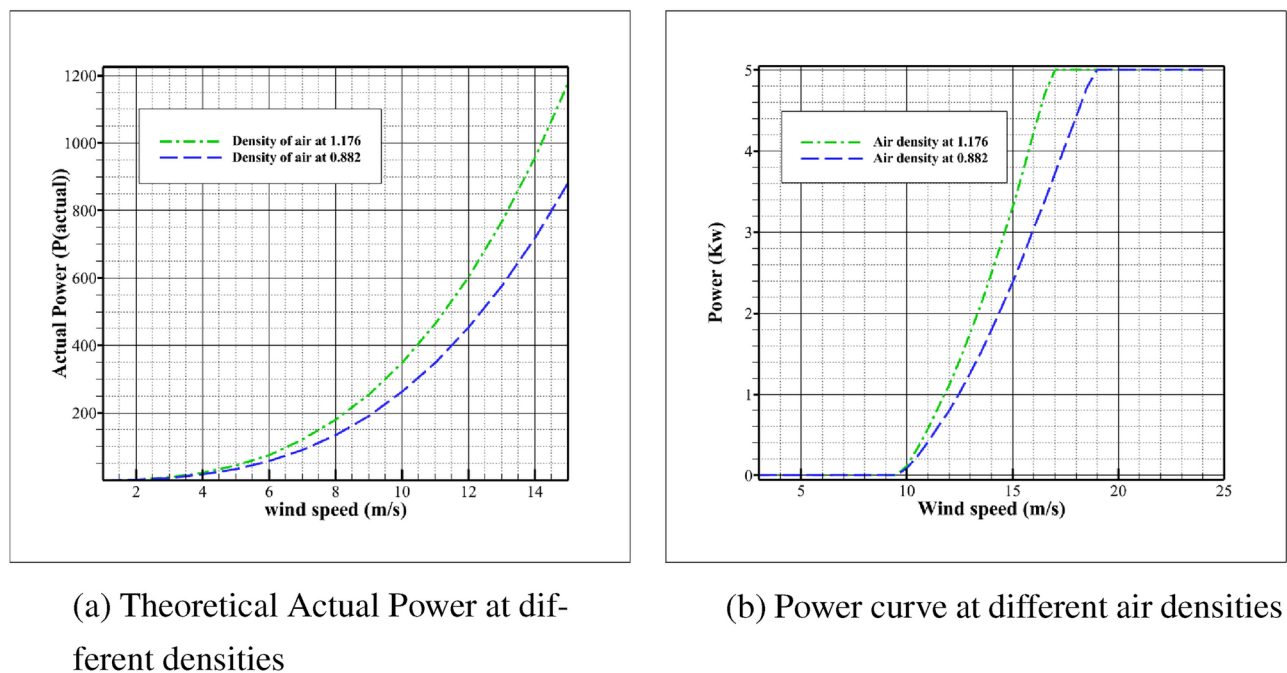 1200
1000
800
600
400
200
Actual Power (P(actual))
Density of air at 1.176
Density of air at 0.882
2 4 6 8 10 12 14
wind speed (m/s)
(a) Theoretical Actual Power at dif-
ferent densities
5
4
3
2
1
0
Power (Kw)
Air density at 1.176
Air density at 0.882
5 10 15 20 25
Wind speed (m/s)
(b) Power curve at different air densities